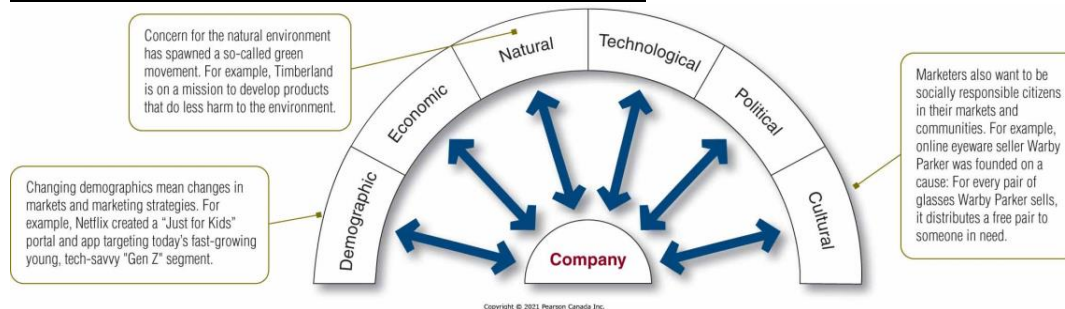 Concern for the natural environment
has spawned a so-called green
movement. For example, Timberland
is on a mission to develop products
that do less harm to the environment.
Changing demographics mean changes in
markets and marketing strategies. For
example, Netflix created a “Just for Kids”
portal and app targeting today’s fast-growing
young, tech-savvy "Gen Z" segment.
Demographic
Economic
Natural
Technological
Political
Cultural
Company
Marketers also want to be
socially responsible citizens
in their markets and
communities. For example,
online eyeware seller Warby
Parker was founded on a
cause: For every pair of
glasses Warby Parker sells,
it distributes a free pair to
someone in need.
Copyright © 2021 Pearson Canada Inc.